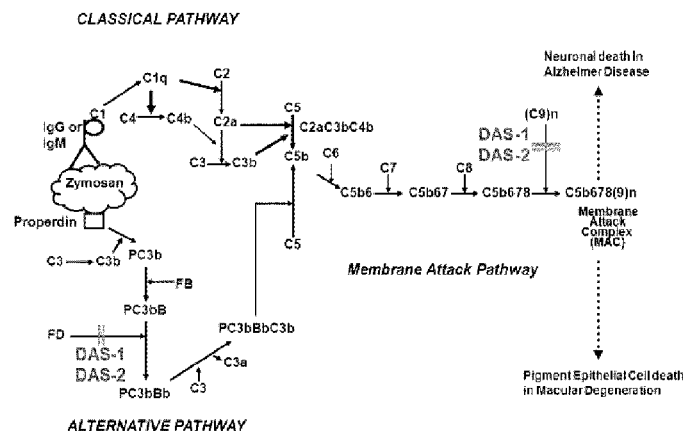 CLASSICAL PATHWAY
C1q
C2
C1
IgG or
IgM
C4
C4b
C2a
C5
C2aC3bC4b
C3
C3b
C5b
Zymosan
Properdin
C3
C3b
PC3b
FB
PC3bB
FD
DAS-1
DAS-2
PC3bBb
C3
C3a
PC3bBbC3b
C5
C6
C5b6
C7
C5b67
C8
C5b678
(C9)n
DAS-1
DAS-2
C5b678(9)n
Membrane
Attack
Complex
(MAC)
Neuronal death in
Alzheimer Disease
Membrane Attack Pathway
Pigment Epithelial Cell death
in Macular Degeneration
ALTERNATIVE PATHWAY